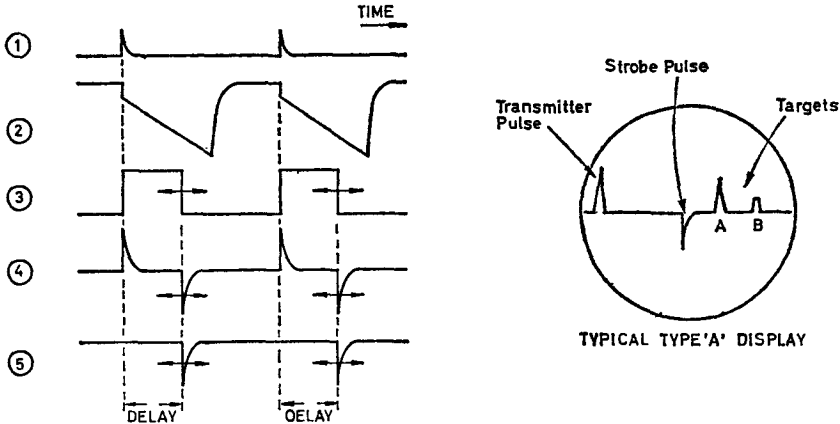 TIME
1
2
3
4
5
DELAY
OELAY
Strobe Pulse
Transmitter
Pulse
Targets
A
B
TYPICAL TYPE'A' DISPLAY